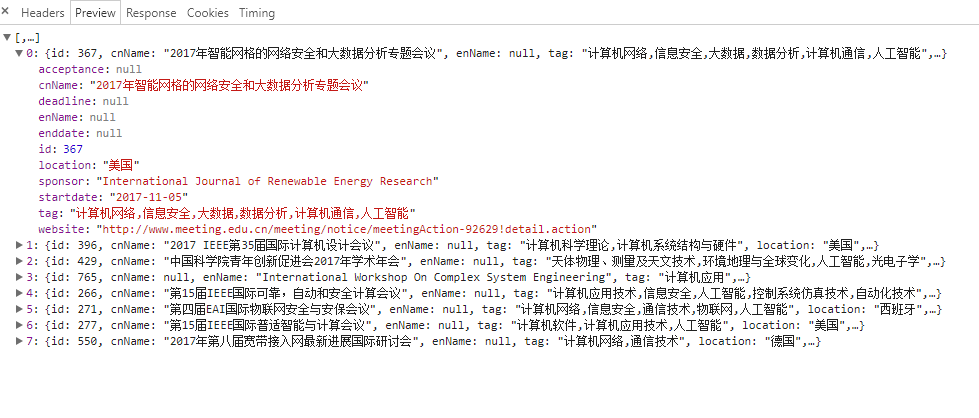 × Headers Preview Response Cookies Timing
▼[,…]
▼0: {id: 367, cnName: "2017年智能网格的网络安全和大数据分析专题会议", enName: null, tag: "计算机网络,信息安全,大数据,数据分析,计算机通信,人工智能",…}
acceptance: null
cnName: "2017年智能网格的网络安全和大数据分析专题会议"
deadline: null
enName: null
enddate: null
id: 367
location: "美国"
sponsor: "International Journal of Renewable Energy Research"
startdate: "2017-11-05"
tag: "计算机网络,信息安全,大数据,数据分析,计算机通信,人工智能"
website: "http://www.meeting.edu.cn/meeting/notice/meetingAction-92629!detail.action"
▶1: {id: 396, cnName: "2017 IEEE第35届国际计算机设计会议", enName: null, tag: "计算机科学理论,计算机系统结构与硬件", location: "美国",…}
▶2: {id: 429, cnName: "中国科学院青年创新促进会2017年学术年会", enName: null, tag: "天体物理、测量及天文技术,环境地理与全球变化,人工智能,光电子学",…}
▶3: {id: 765, cnName: null, enName: "International Workshop On Complex System Engineering", tag: "计算机应用",…}
▶4: {id: 266, cnName: "第15届IEEE国际可靠，自动和安全计算会议", enName: null, tag: "计算机应用技术,信息安全,人工智能,控制系统仿真技术,自动化技术",…}
▶5: {id: 271, cnName: "第四届EAI国际物联网安全与安保会议", enName: null, tag: "计算机网络,信息安全,通信技术,物联网,人工智能", location: "西班牙",…}
▶6: {id: 277, cnName: "第15届IEEE国际普适智能与计算会议", enName: null, tag: "计算机软件,计算机应用技术,人工智能", location: "美国",…}
▶7: {id: 550, cnName: "2017年第八届宽带接入网最新进展国际研讨会", enName: null, tag: "计算机网络,通信技术", location: "德国",…}